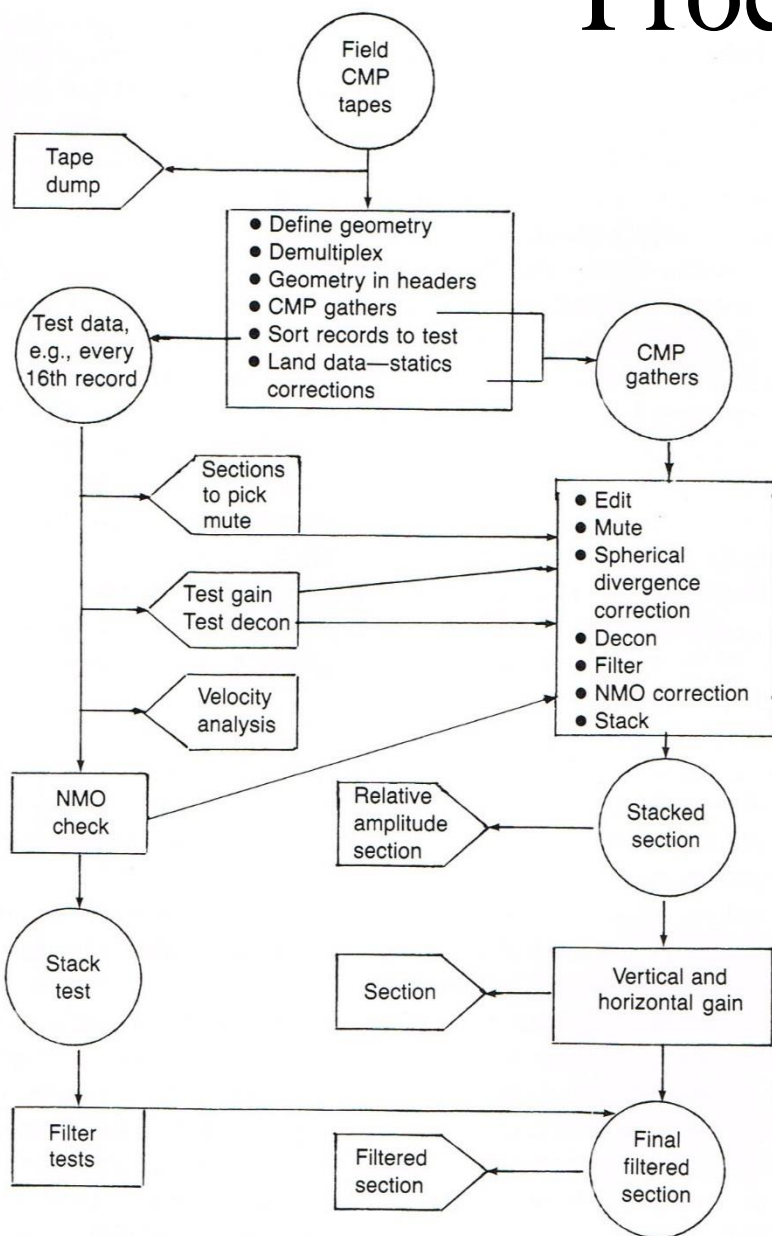 Field
CMP
tapes
Tape
dump
● Define geometry
● Demultiplex
● Geometry in headers
● CMP gathers
● Sort records to test
● Land data—statics
corrections
Test data,
e.g., every
16th record
CMP
gathers
Sections
to pick
mute
● Edit
● Mute
● Spherical
divergence
correction
● Decon
● Filter
● NMO correction
● Stack
Test gain
Test decon
Velocity
analysis
NMO
check
Relative
amplitude
section
Stacked
section
Stack
test
Section
Vertical and
horizontal gain
Filter
tests
Filtered
section
Final
filtered
section